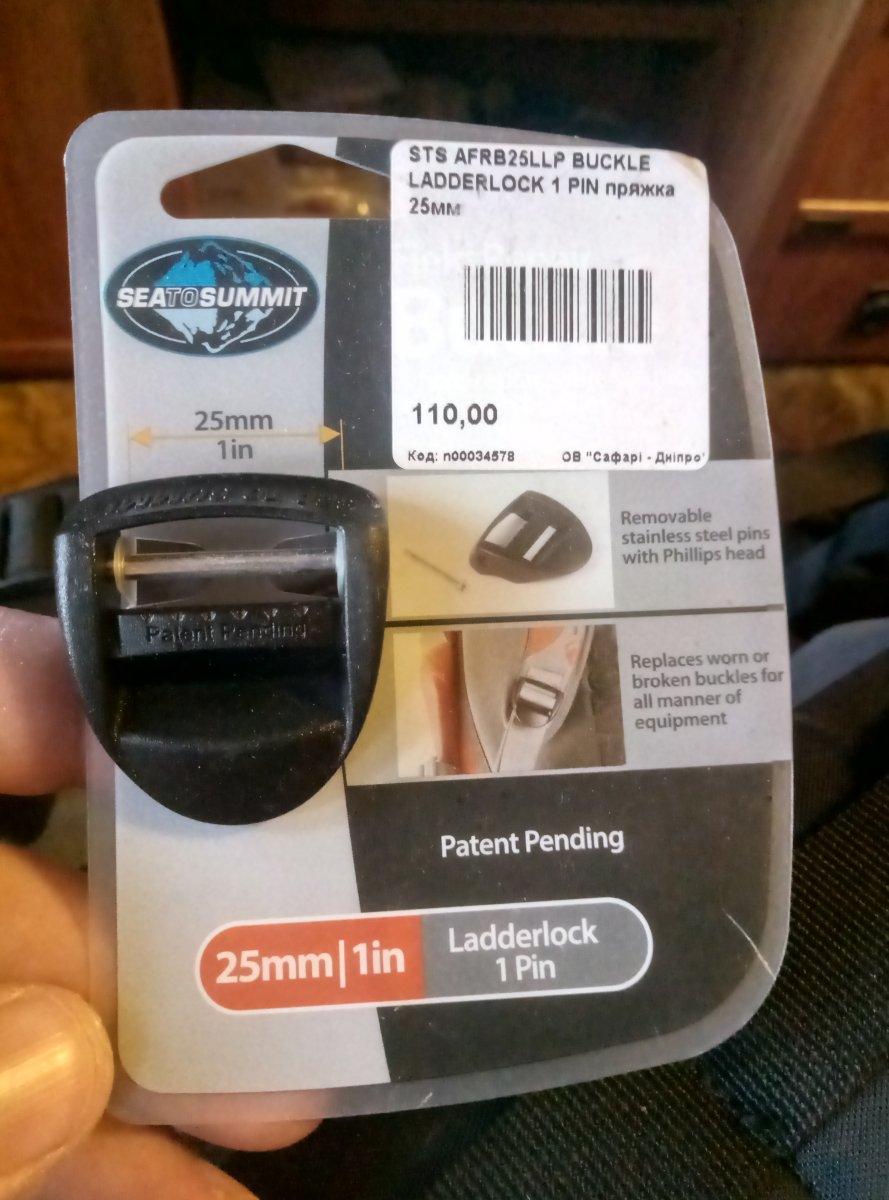 STS AFRB25LLP BUCKLE
LADDERLOCK 1 PIN пряжка
25мм
SEATOSUMMIT
110,00
Код: n00034578 ОВ "Сафарі - Дніпро"
25mm
1in
Removable
stainless steel pins
with Phillips head
Patent Pending
Replaces worn or
broken buckles for
all manner of
equipment
Patent Pending
25mm|1in
Ladderlock
1 Pin